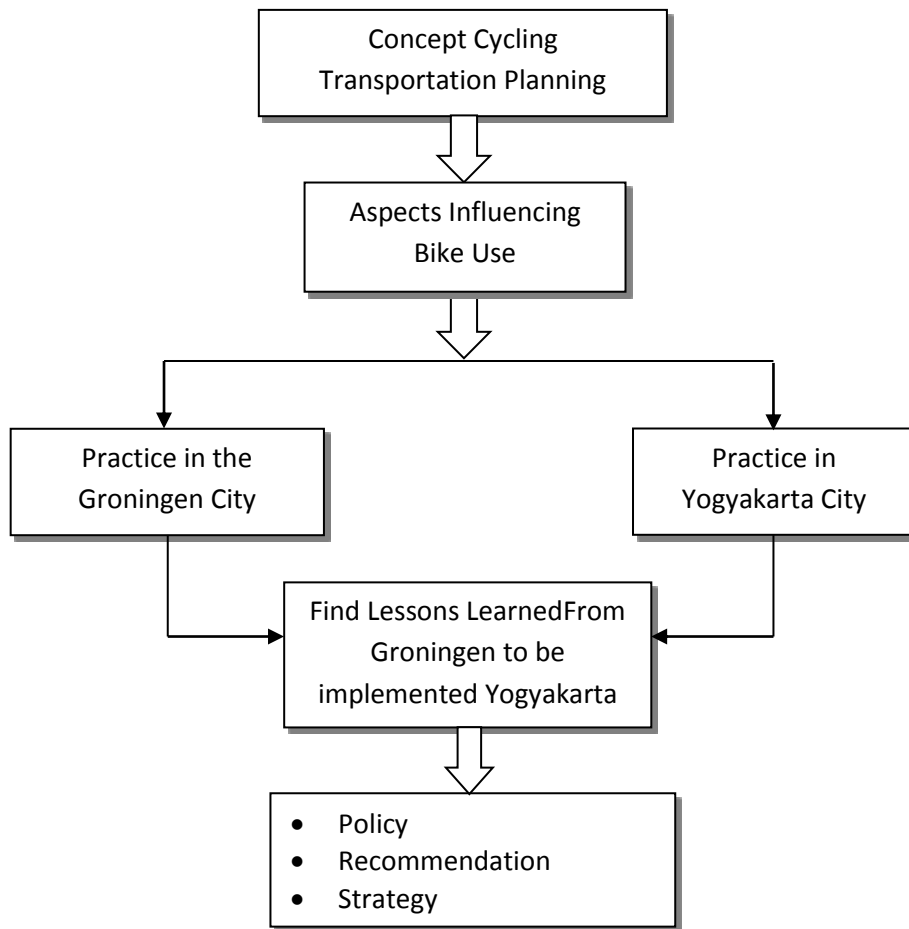 Concept Cycling
Transportation Planning
Aspects Influencing
Bike Use
Practice in the
Groningen City
Practice in
Yogyakarta City
Find Lessons LearnedFrom
Groningen to be
implemented Yogyakarta
• Policy
• Recommendation
• Strategy